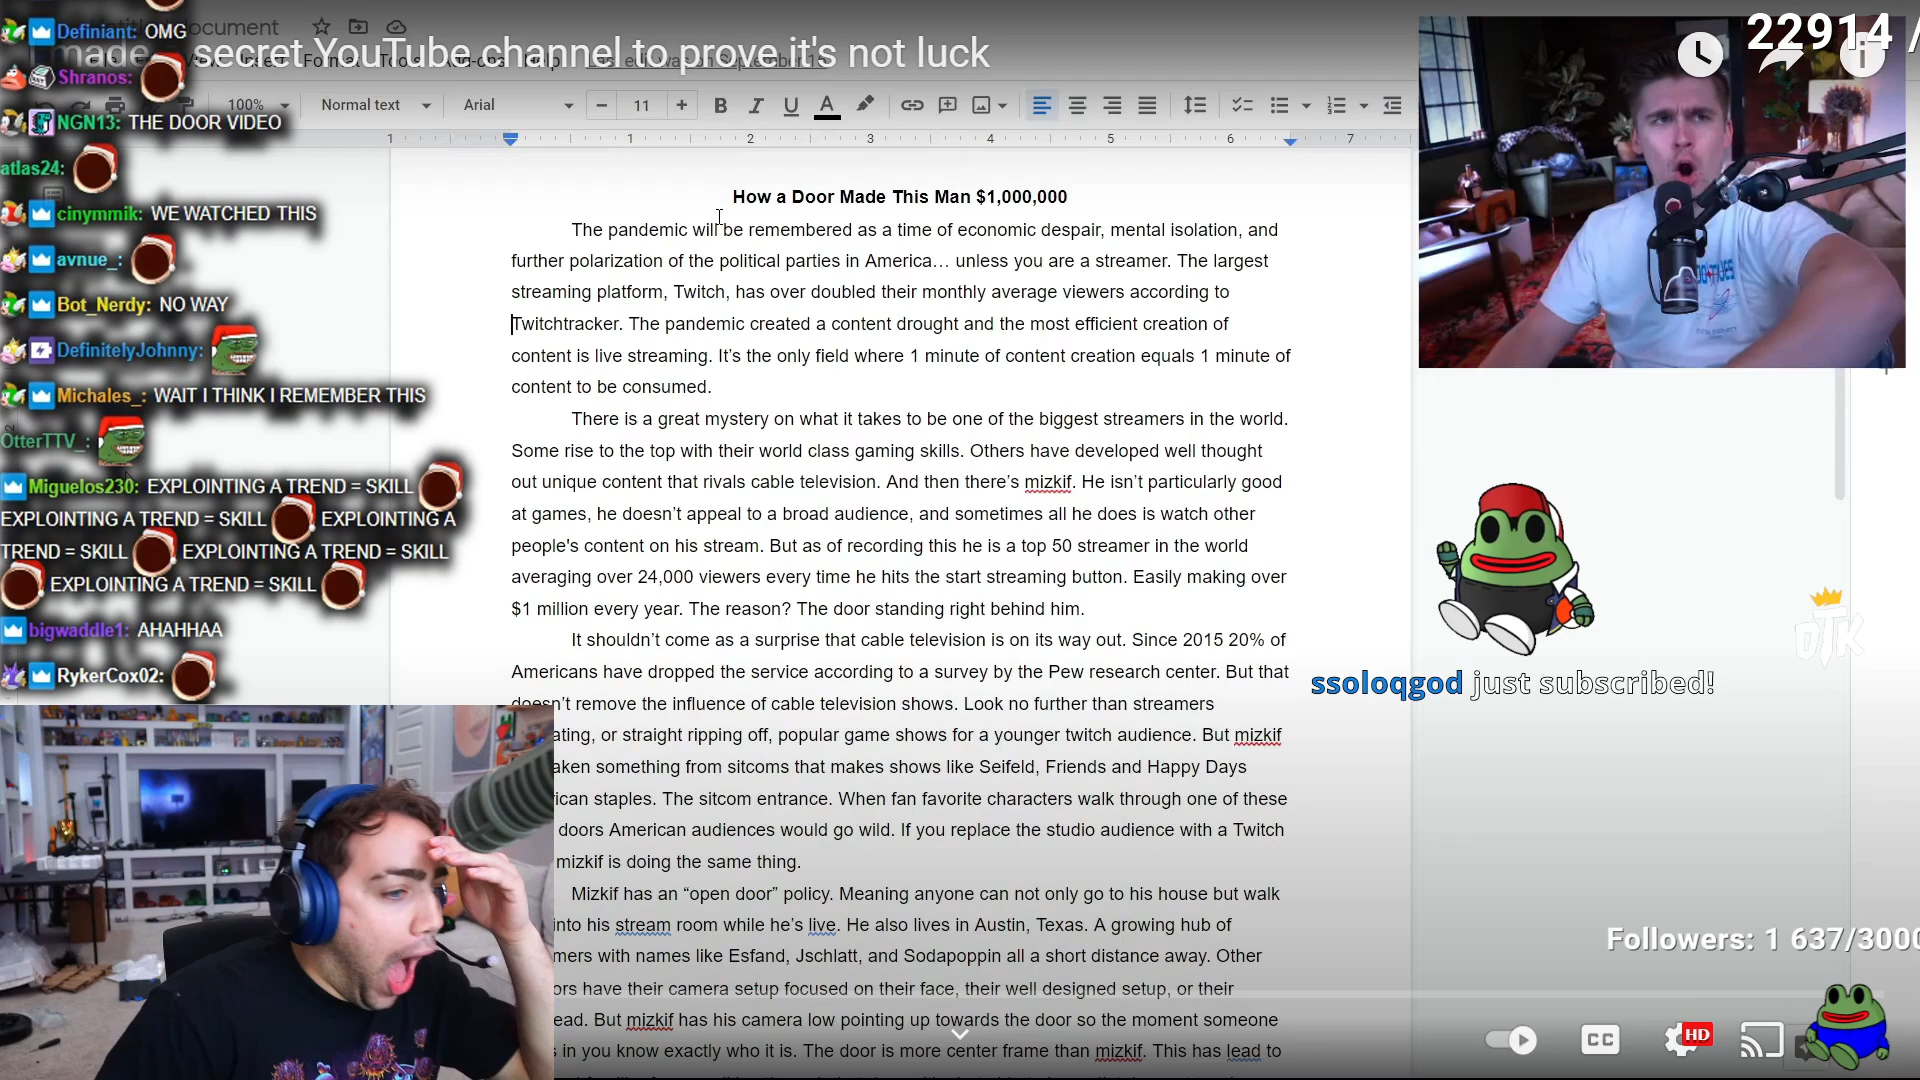 document
made secret YouTube channel to prove it's not luck
22914 /
100%
Normal text
Arial
11
1 1 2 3 4 5 6 7
Definiant: OMG
Shranos:
NGN13: THE DOOR VIDEO
atlas24:
cinymmik: WE WATCHED THIS
avnue_:
Bot_Nerdy: NO WAY
DefinitelyJohnny:
Michales_: WAIT I THINK I REMEMBER THIS
OtterTTV_:
Miguelos230: EXPLOINTING A TREND = SKILL
EXPLOINTING A TREND = SKILL EXPLOINTING A
TREND = SKILL EXPLOINTING A TREND = SKILL
EXPLOINTING A TREND = SKILL
bigwaddle1: AHAHHAA
RykerCox02:
How a Door Made This Man $1,000,000
The pandemic will be remembered as a time of economic despair, mental isolation, and
further polarization of the political parties in America… unless you are a streamer. The largest
streaming platform, Twitch, has over doubled their monthly average viewers according to
Twitchtracker. The pandemic created a content drought and the most efficient creation of
content is live streaming. It's the only field where 1 minute of content creation equals 1 minute of
content to be consumed.
There is a great mystery on what it takes to be one of the biggest streamers in the world.
Some rise to the top with their world class gaming skills. Others have developed well thought
out unique content that rivals cable television. And then there's mizkif. He isn't particularly good
at games, he doesn't appeal to a broad audience, and sometimes all he does is watch other
people's content on his stream. But as of recording this he is a top 50 streamer in the world
averaging over 24,000 viewers every time he hits the start streaming button. Easily making over
$1 million every year. The reason? The door standing right behind him.
It shouldn't come as a surprise that cable television is on its way out. Since 2015 20% of
Americans have dropped the service according to a survey by the Pew research center. But that
doesn't remove the influence of cable television shows. Look no further than streamers
ating, or straight ripping off, popular game shows for a younger twitch audience. But mizkif
aken something from sitcoms that makes shows like Seifeld, Friends and Happy Days
ican staples. The sitcom entrance. When fan favorite characters walk through one of these
doors American audiences would go wild. If you replace the studio audience with a Twitch
mizkif is doing the same thing.
Mizkif has an “open door” policy. Meaning anyone can not only go to his house but walk
into his stream room while he's live. He also lives in Austin, Texas. A growing hub of
mers with names like Esfand, Jschlatt, and Sodapoppin all a short distance away. Other
ors have their camera setup focused on their face, their well designed setup, or their
ead. But mizkif has his camera low pointing up towards the door so the moment someone
s in you know exactly who it is. The door is more center frame than mizkif. This has lead to
ssoloqgod just subscribed!
OTK
Followers: 1 637/3000
CC
HD